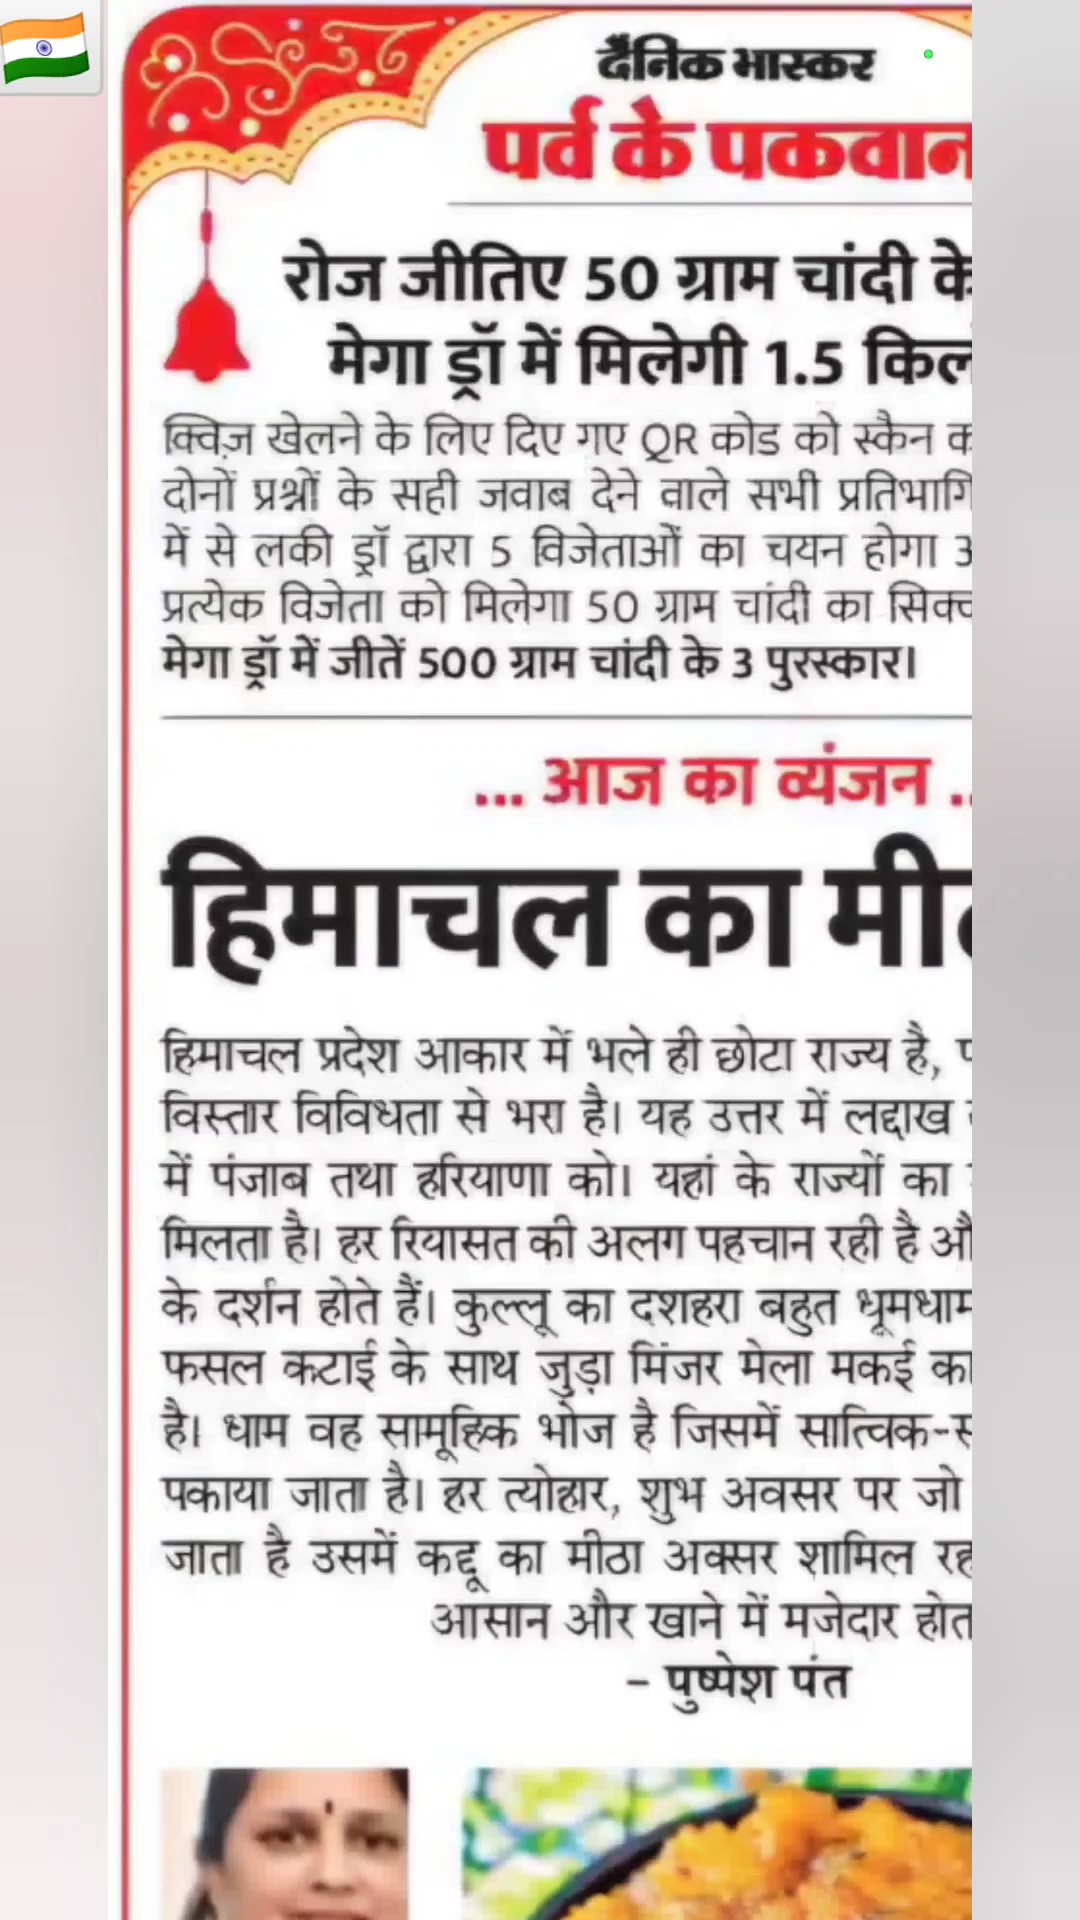 दैनिक भास्कर
पर्व के पकवान
रोज जीतिए 50 ग्राम चांदी के
मेगा ड्रॉ में मिलेगी 1.5
क्विज़ खेलने के लिए दिए गए QR कोड को स्कैन
दोनों प्रश्नों के सही जवाब देने वाले सभी
में से लकी ड्रॉ द्वारा 5 विजेताओं का चयन होगा
प्रत्येक विजेता को मिलेगा 50 ग्राम चांदी का
मेगा ड्रॉ में जीतें 500 ग्राम चांदी के 3 पुरस्कार।
... आज का व्यंजन ..
हिमाचल का
हिमाचल प्रदेश आकार में भले ही छोटा राज्य है,
विस्तार विविधता से भरा है। यह उत्तर में लद्दाख
में पंजाब तथा हरियाणा को। यहां के राज्यों का
मिलता है। हर रियासत की अलग पहचान रही है
के दर्शन होते हैं। कुल्लू का दशहरा बहुत
फसल कटाई के साथ जुड़ा मिंजर मेला मकई
है। धाम वह सामूहिक भोज है जिसमें सात्विक-
पकाया जाता है। हर त्योहार, शुभ अवसर पर जो
जाता है उसमें कद्दू का मीठा अक्सर शामिल
आसान और खाने में मजेदार
– पुष्पेश पंत